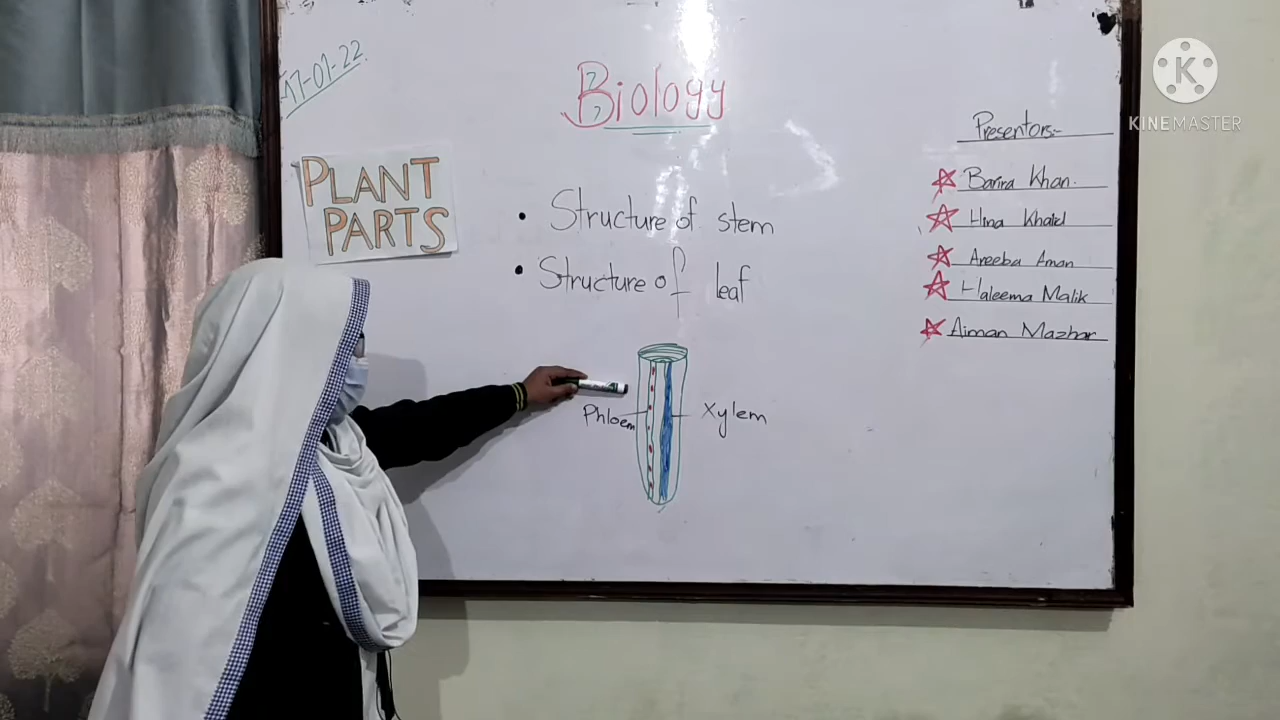 17-01-22
Biology
PLANT
PARTS
• Structure of stem
• Structure of leaf
Phloem
Xylem
Presentors:-
Barira Khan.
Hina Khalid
Areeba Aman
Haleema Malik
Aiman Mazhar
K
KINEMASTER